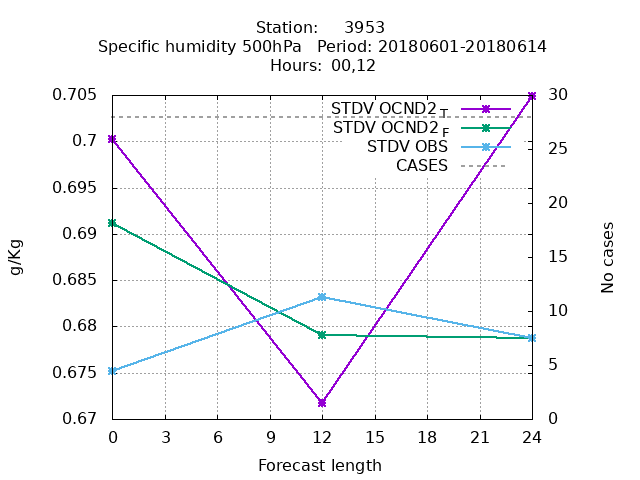 Station: 3953
Specific humidity 500hPa Period: 20180601-20180614
Hours: 00,12
STDV OCND2 T
STDV OCND2 F
STDV OBS
CASES
g/Kg
0.705
0.7
0.695
0.69
0.685
0.68
0.675
0.67
30
25
20
15
10
5
0
No cases
0 3 6 9 12 15 18 21 24
Forecast length